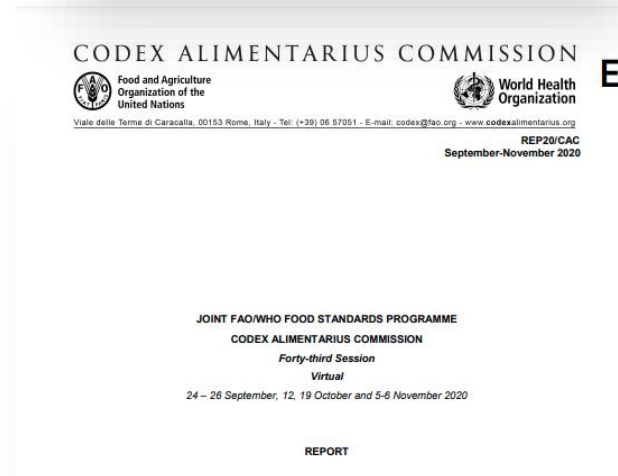 CODEX ALIMENTARIUS COMMISSION
E
Food and Agriculture
Organization of the
United Nations
World Health
Organization
Viale delle Terme di Caracalla, 00153 Rome, Italy - Tel: (+39) 06 57051 - E-mail: codex@fao.org - www.codexalimentarius.org
REP20/CAC
September-November 2020
JOINT FAO/WHO FOOD STANDARDS PROGRAMME
CODEX ALIMENTARIUS COMMISSION
Forty-third Session
Virtual
24 – 26 September, 12, 19 October and 5-6 November 2020
REPORT